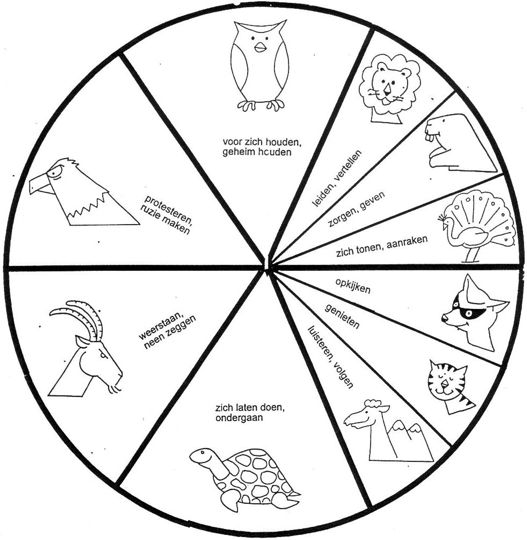 voor zich houden,
geheim houden
leiden, vertellen
zorgen, geven
zich tonen, aanraken
opkijken
genieten
luisteren, volgen
zich laten doen,
ondergaan
weerstaan,
neen zeggen
protesteren,
ruzie maken